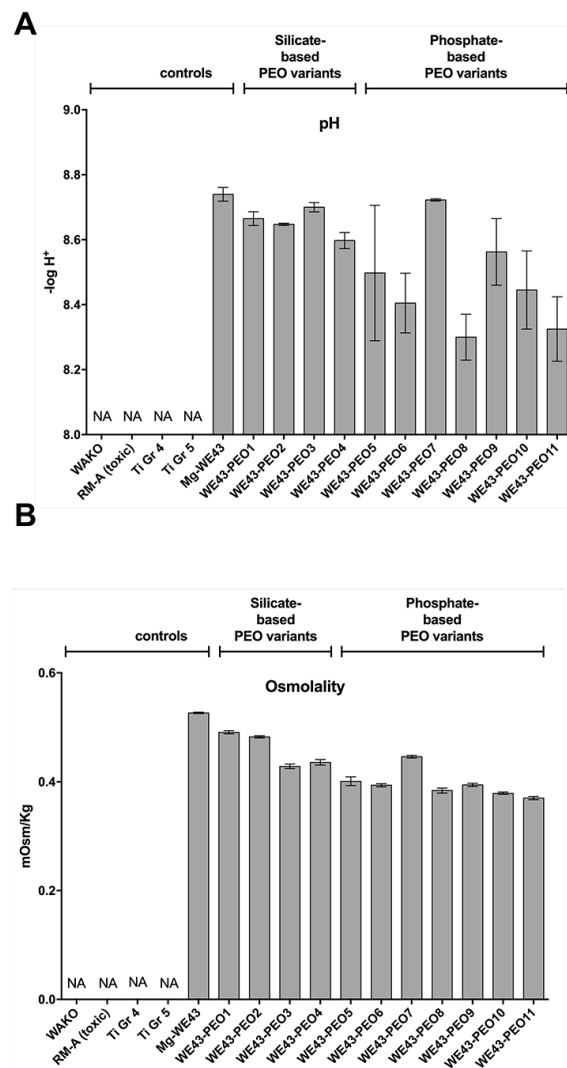 A
controls
Silicate-
based
PEO variants
Phosphate-
based
PEO variants
pH
-log H⁺
9.0
8.8
8.6
8.4
8.2
8.0
NA NA NA NA
WAKO
RM-A (toxic)
Ti Gr 4
Ti Gr 5
Mg-WE43
WE43-PEO1
WE43-PEO2
WE43-PEO3
WE43-PEO4
WE43-PEO5
WE43-PEO6
WE43-PEO7
WE43-PEO8
WE43-PEO9
WE43-PEO10
WE43-PEO11
B
controls
Silicate-
based
PEO variants
Phosphate-
based
PEO variants
Osmolality
mOsm/Kg
0.6
0.4
0.2
0.0
NA NA NA NA
WAKO
RM-A (toxic)
Ti Gr 4
Ti Gr 5
Mg-WE43
WE43-PEO1
WE43-PEO2
WE43-PEO3
WE43-PEO4
WE43-PEO5
WE43-PEO6
WE43-PEO7
WE43-PEO8
WE43-PEO9
WE43-PEO10
WE43-PEO11